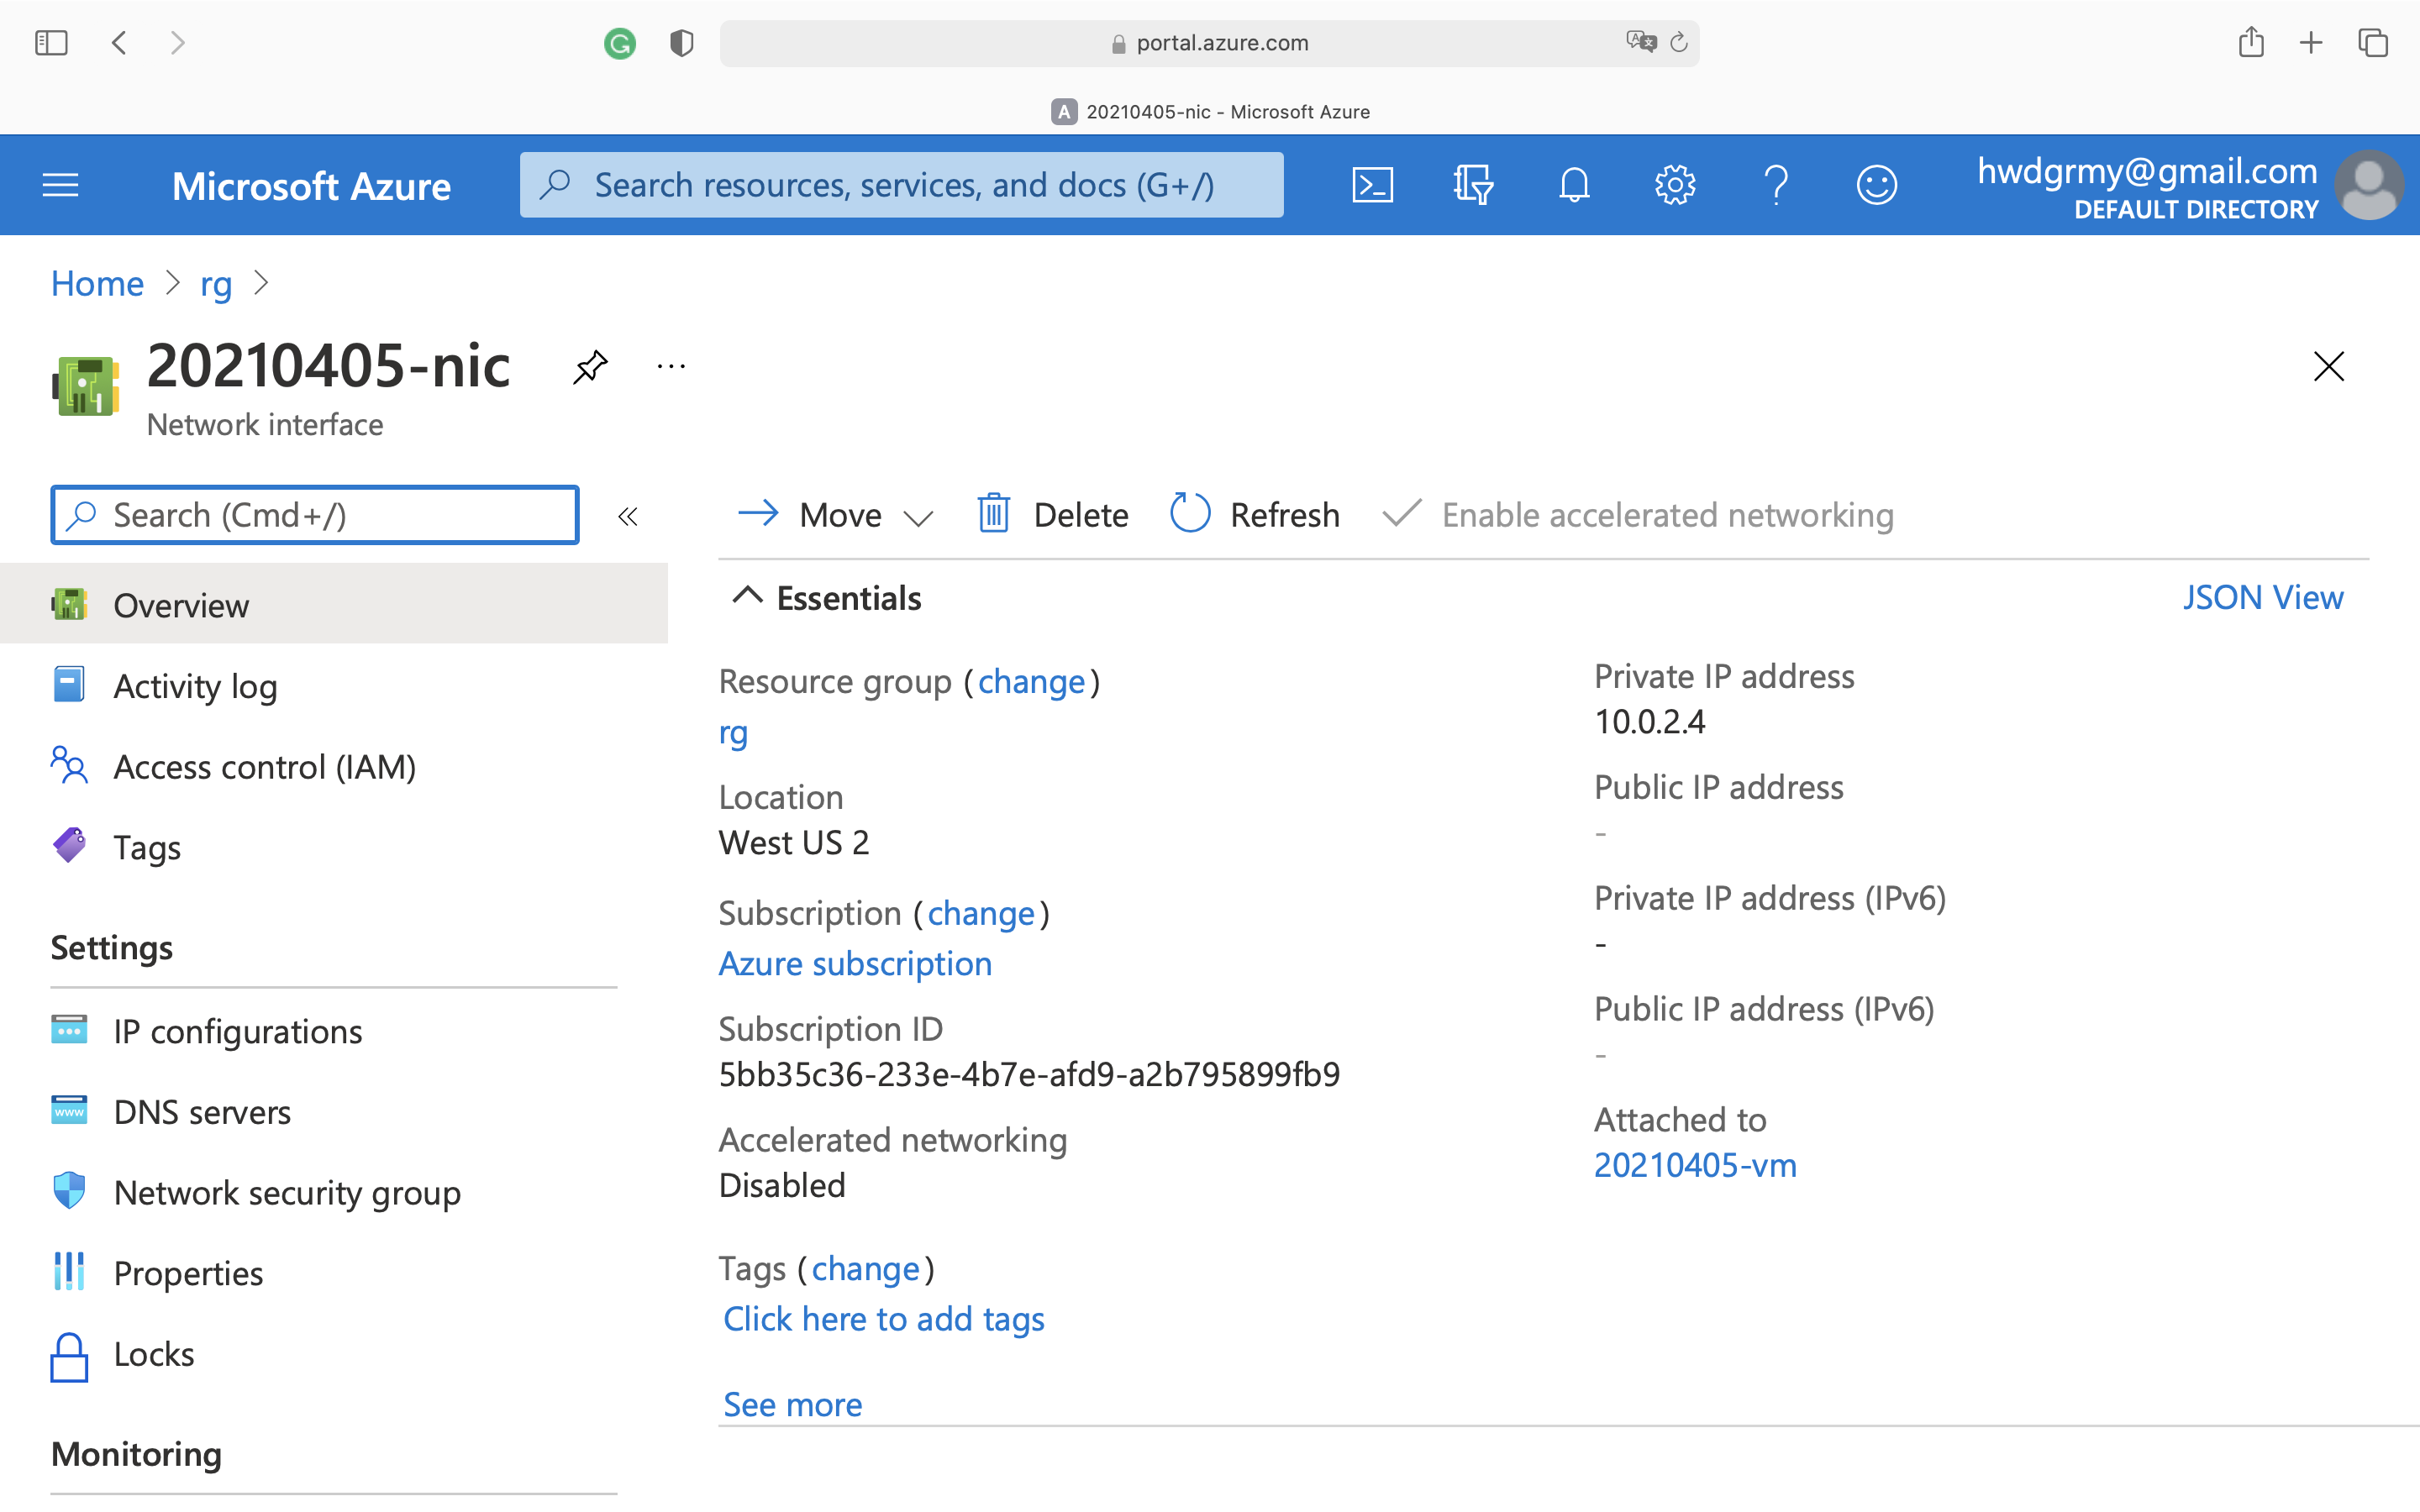 portal.azure.com
A 20210405-nic - Microsoft Azure
Microsoft Azure
Search resources, services, and docs (G+/)
hwdgrmy@gmail.com
DEFAULT DIRECTORY
Home
rg
20210405-nic
...
Network interface
Search (Cmd+/)
Overview
Activity log
Access control (IAM)
Tags
Settings
IP configurations
DNS servers
Network security group
Properties
Locks
Monitoring
Move
Delete
Refresh
Enable accelerated networking
Essentials
JSON View
Resource group (change)
rg
Location
West US 2
Subscription (change)
Azure subscription
Subscription ID
5bb35c36-233e-4b7e-afd9-a2b795899fb9
Accelerated networking
Disabled
Tags (change)
Click here to add tags
See more
Private IP address
10.0.2.4
Public IP address
-
Private IP address (IPv6)
-
Public IP address (IPv6)
-
Attached to
20210405-vm